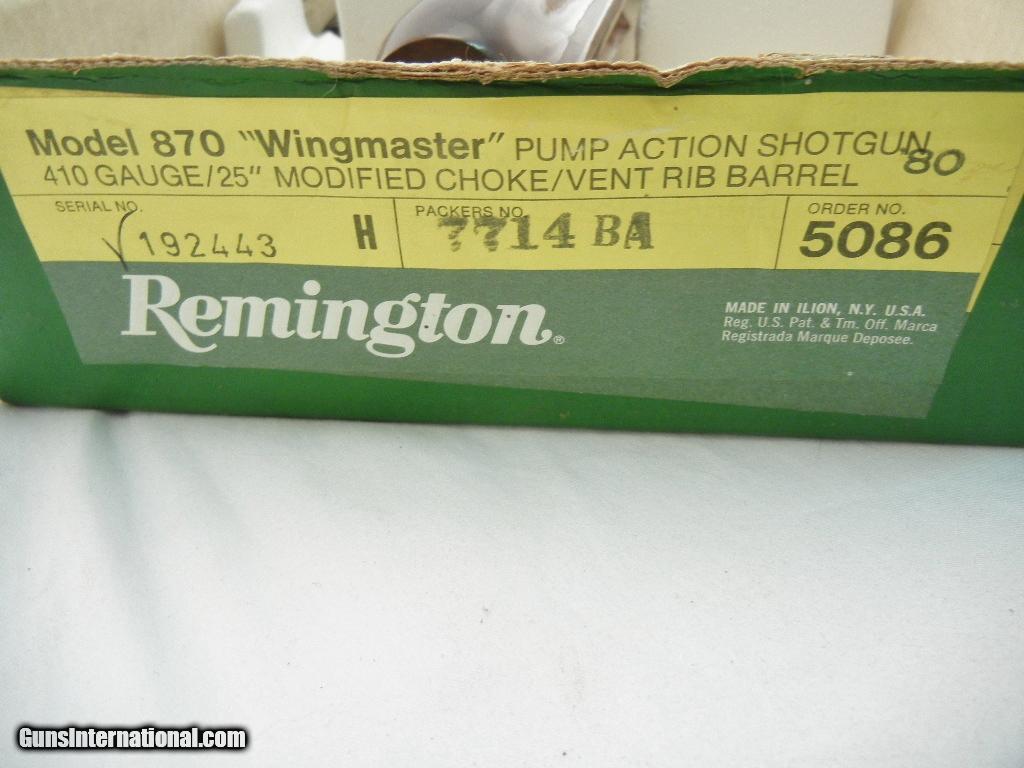 Model 870 "Wingmaster" PUMP ACTION SHOTGUN
'80
410 GAUGE/25" MODIFIED CHOKE/VENT RIB BARREL
SERIAL NO.
√192443 H
PACKERS NO.
7714 BA
ORDER NO.
5086
Remington®
MADE IN ILION, N.Y. U.S.A.
Reg. U.S. Pat. & Tm. Off. Marca
Registrada Marque Deposee.
GunsInternational.com